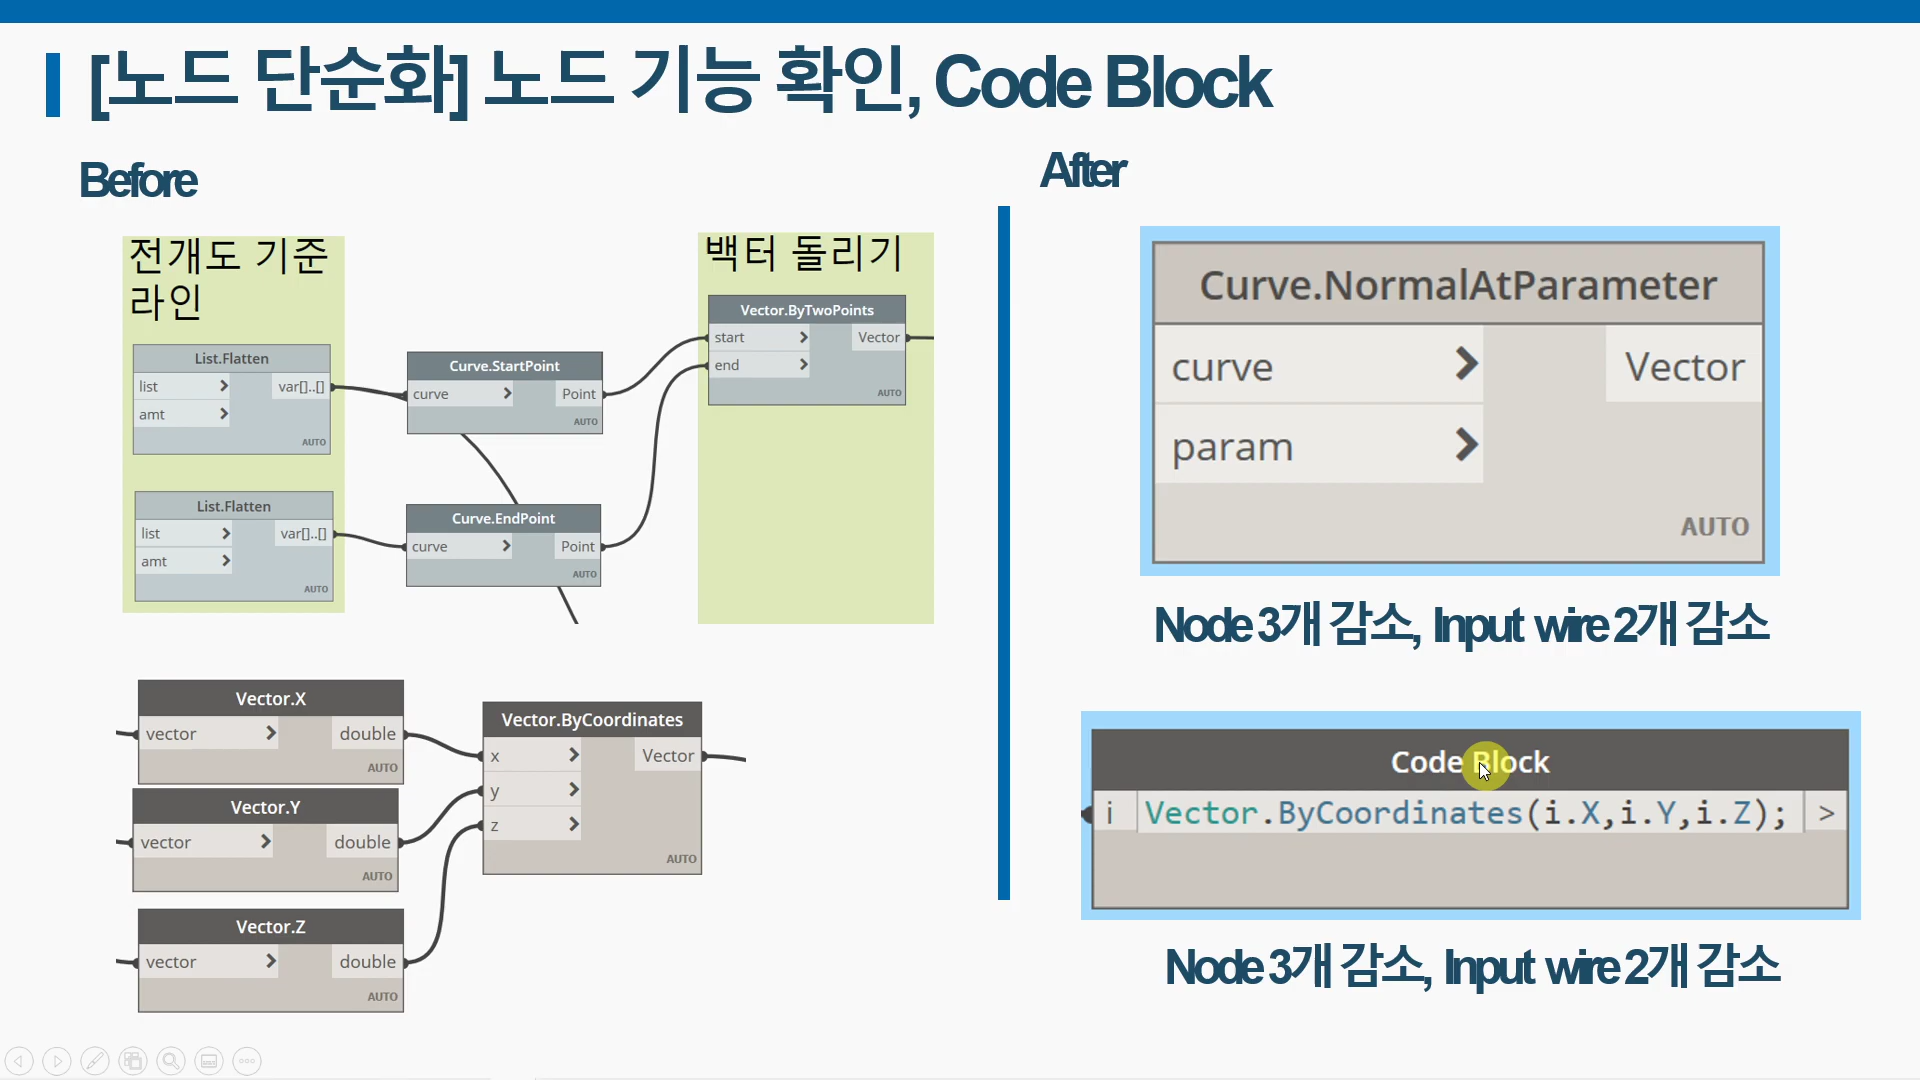 [노드 단순화] 노드 기능 확인, Code Block
Before
전개도 기준
라인
List.Flatten
list > var[]..[]
amt >
AUTO
List.Flatten
list > var[]..[]
amt >
AUTO
Curve.StartPoint
curve > Point
AUTO
Curve.EndPoint
curve > Point
AUTO
백터 돌리기
Vector.ByTwoPoints
start > Vector
end >
AUTO
Vector.X
vector > double
AUTO
Vector.Y
vector > double
AUTO
Vector.Z
vector > double
AUTO
Vector.ByCoordinates
x > Vector
y >
z >
AUTO
After
Curve.NormalAtParameter
curve > Vector
param >
AUTO
Node 3개 감소, Input wire 2개 감소
Code Block
i Vector.ByCoordinates(i.X,i.Y,i.Z); >
Node 3개 감소, Input wire 2개 감소